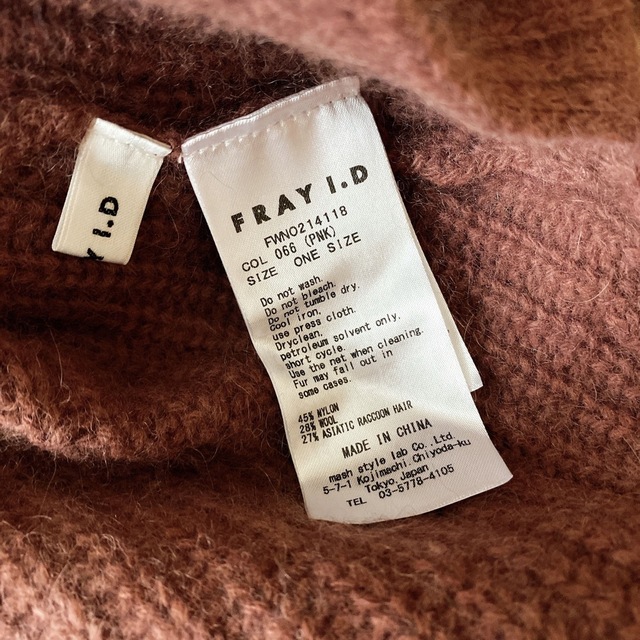 Y I.D
FRAY I.D
FWNO214118
COL 066 (PNK)
SIZE ONE SIZE
Do not wash.
Do not bleach.
Do not tumble dry.
Cool iron.
use press cloth.
Dryclean.
petroleum solvent only.
short cycle.
Use the net when cleaning.
Fur may fall out in
some cases.
45% NYLON
28% WOOL
27% ASIATIC RACCOON HAIR
MADE IN CHINA
mash style lab Co.,Ltd.
5-7-1 Kojimachi,Chiyoda-ku
Tokyo,Japan
TEL 03-5778-4105